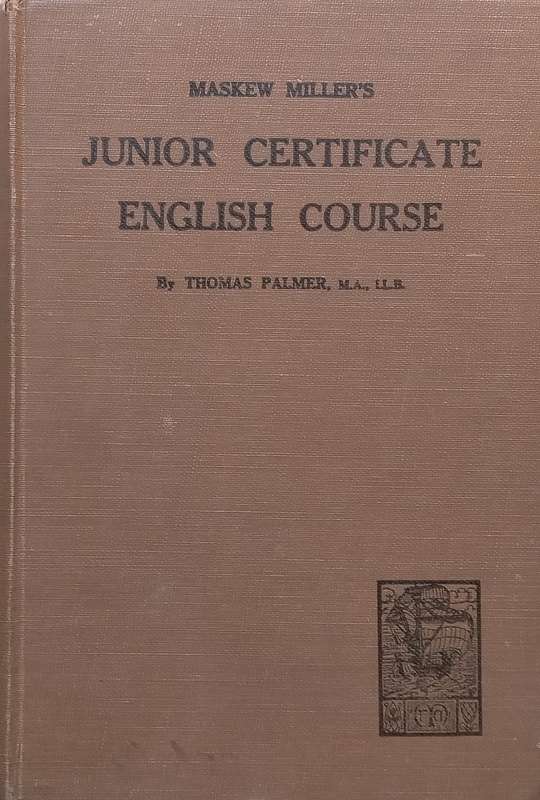 MASKEW MILLER'S
JUNIOR CERTIFICATE
ENGLISH COURSE
By THOMAS PALMER, M.A., LL.B.